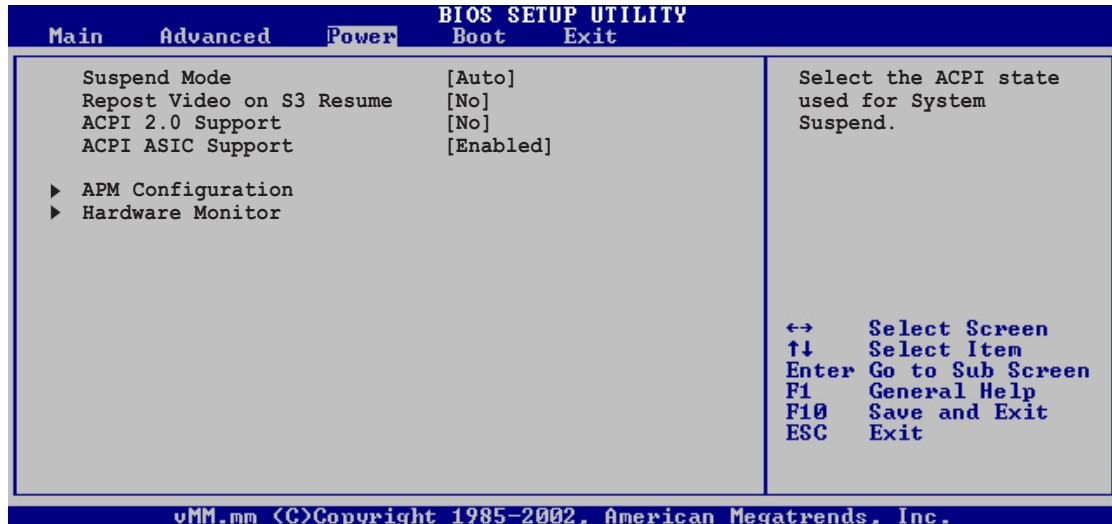 BIOS SETUP UTILITY
Main Advanced Power Boot Exit
Suspend Mode [Auto]
Repost Video on S3 Resume [No]
ACPI 2.0 Support [No]
ACPI ASIC Support [Enabled]
APM Configuration
Hardware Monitor
Select the ACPI state
used for System
Suspend.
←→ Select Screen
↑↓ Select Item
Enter Go to Sub Screen
F1 General Help
F10 Save and Exit
ESC Exit
vMM.mm (C)Copyright 1985-2002, American Megatrends, Inc.